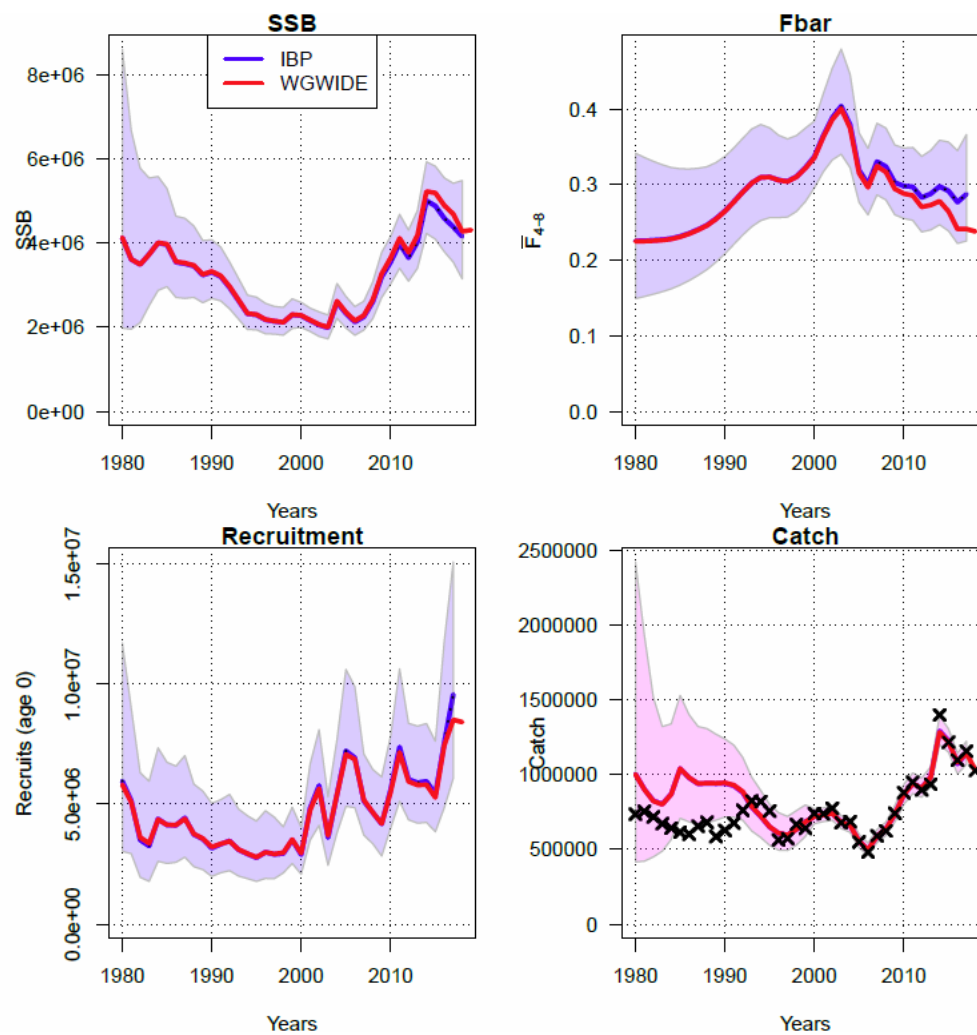 SSB
IBP
WGWIDE
8e+06
6e+06
4e+06
2e+06
0e+00
SSB
1980 1990 2000 2010
Years
Fbar
0.4
0.3
0.2
0.1
0.0
F̅4-8
1980 1990 2000 2010
Years
Recruitment
1.5e+07
1.0e+07
5.0e+06
0.0e+00
Recruits (age 0)
1980 1990 2000 2010
Years
Catch
2500000
2000000
1500000
1000000
500000
0
Catch
1980 1990 2000 2010
Years